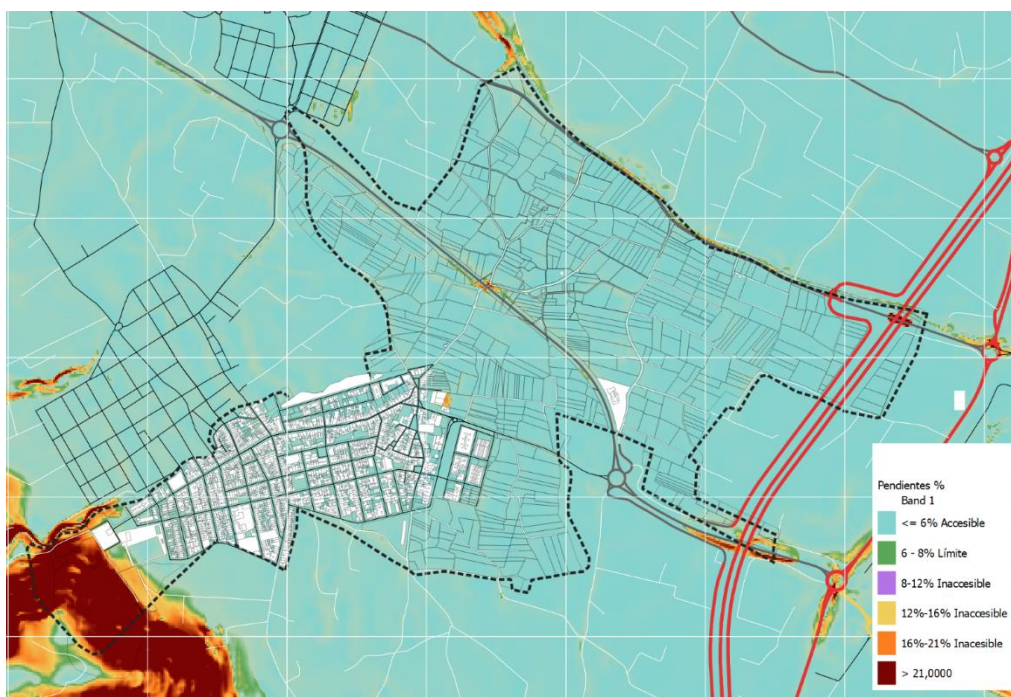 Pendientes %
Band 1
<= 6% Accesible
6 - 8% Límite
8-12% Inaccesible
12%-16% Inaccesible
16%-21% Inacesible
> 21,0000